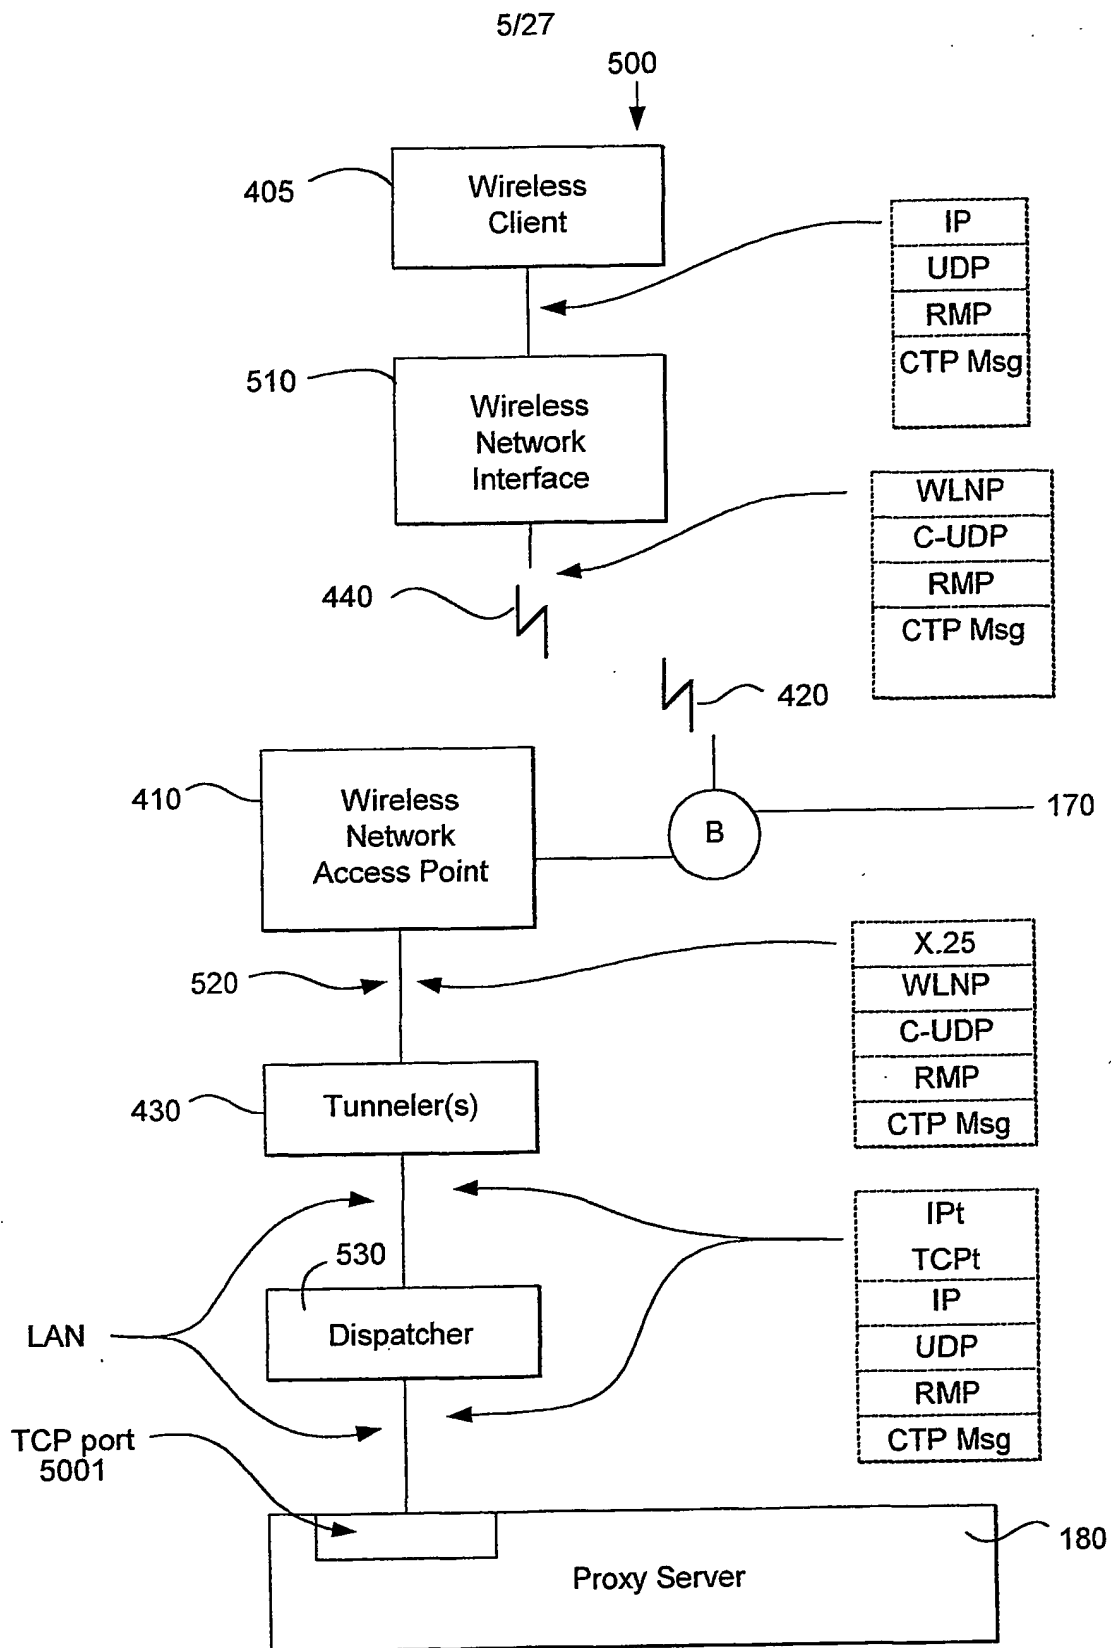 5/27
500
405
Wireless
Client
IP
UDP
RMP
CTP Msg
510
Wireless
Network
Interface
WLNP
C-UDP
RMP
CTP Msg
440
420
410
Wireless
Network
Access Point
B
170
520
X.25
WLNP
C-UDP
RMP
CTP Msg
430
Tunneler(s)
IPt
TCPt
IP
UDP
RMP
CTP Msg
530
LAN
Dispatcher
TCP port
5001
180
Proxy Server